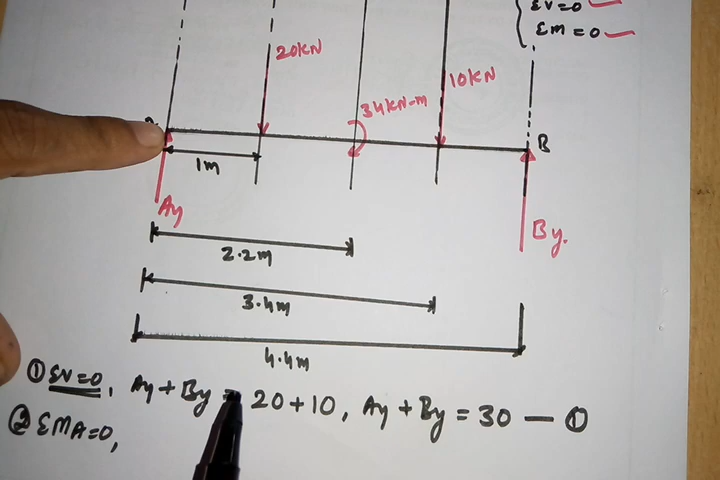 ΣV=0
ΣM=0
20KN
34KN-m
10KN
B
1m
Ay
By.
2.2m
3.4m
4.4m
① ΣV=0, Ay+By = 20+10, Ay+By=30 — ①
② ΣMA=0,